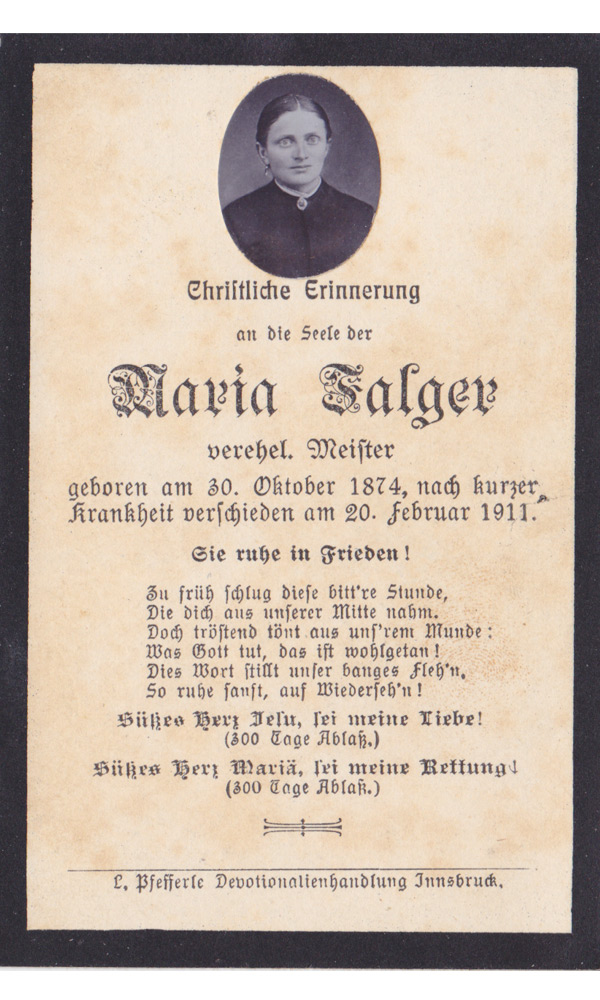 Christliche Erinnerung
an die Seele der
Maria Falger
verehel. Meister
geboren am 30. Oktober 1874, nach kurzer
Krankheit verschieden am 20. Februar 1911.
Sie ruhe in Frieden!
Zu früh schlug diese bitt're Stunde,
Die dich aus unserer Mitte nahm.
Doch tröstend tönt aus uns'rem Munde:
Was Gott tut, das ist wohlgetan!
Dies Wort stillt unser banges Fleh'n,
So ruhe sanft, auf Wiederseh'n!
Süßes Herz Jesu, sei meine Liebe!
(300 Tage Ablaß.)
Süßes Herz Mariä, sei meine Rettung!
(300 Tage Ablaß.)
L. Pfefferle Devotionalienhandlung Innsbruck.